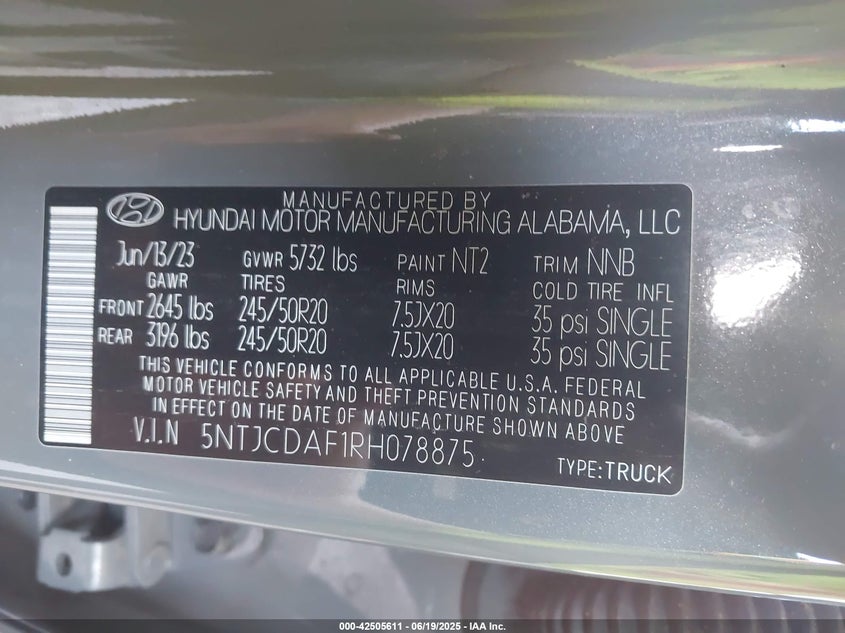 MANUFACTURED BY
HYUNDAI MOTOR MANUFACTURING ALABAMA, LLC
Jun/13/23 GVWR 5732 lbs PAINT NT2 TRIM NNB
GAWR TIRES RIMS COLD TIRE INFL
FRONT 2645 lbs 245/50R20 7.5JX20 35 psi SINGLE
REAR 3196 lbs 245/50R20 7.5JX20 35 psi SINGLE
THIS VEHICLE CONFORMS TO ALL APPLICABLE U.S.A. FEDERAL
MOTOR VEHICLE SAFETY AND THEFT PREVENTION STANDARDS
IN EFFECT ON THE DATE OF MANUFACTURE SHOWN ABOVE
V.I.N 5NTJCDAF1RH078875
TYPE:TRUCK
000-42505611 - 06/19/2025 - IAA Inc.